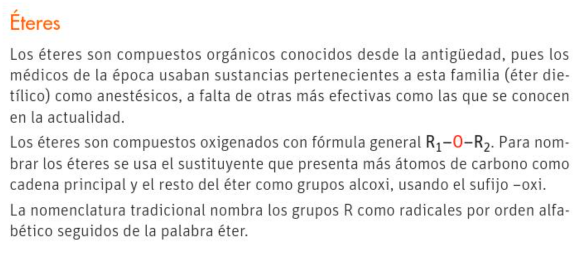 Éteres
Los éteres son compuestos orgánicos conocidos desde la antigüedad, pues los
médicos de la época usaban sustancias pertenecientes a esta familia (éter die-
tílico) como anestésicos, a falta de otras más efectivas como las que se conocen
en la actualidad.
Los éteres son compuestos oxigenados con fórmula general R₁–O–R₂. Para nom-
brar los éteres se usa el sustituyente que presenta más átomos de carbono como
cadena principal y el resto del éter como grupos alcoxi, usando el sufijo –oxi.
La nomenclatura tradicional nombra los grupos R como radicales por orden alfa-
bético seguidos de la palabra éter.